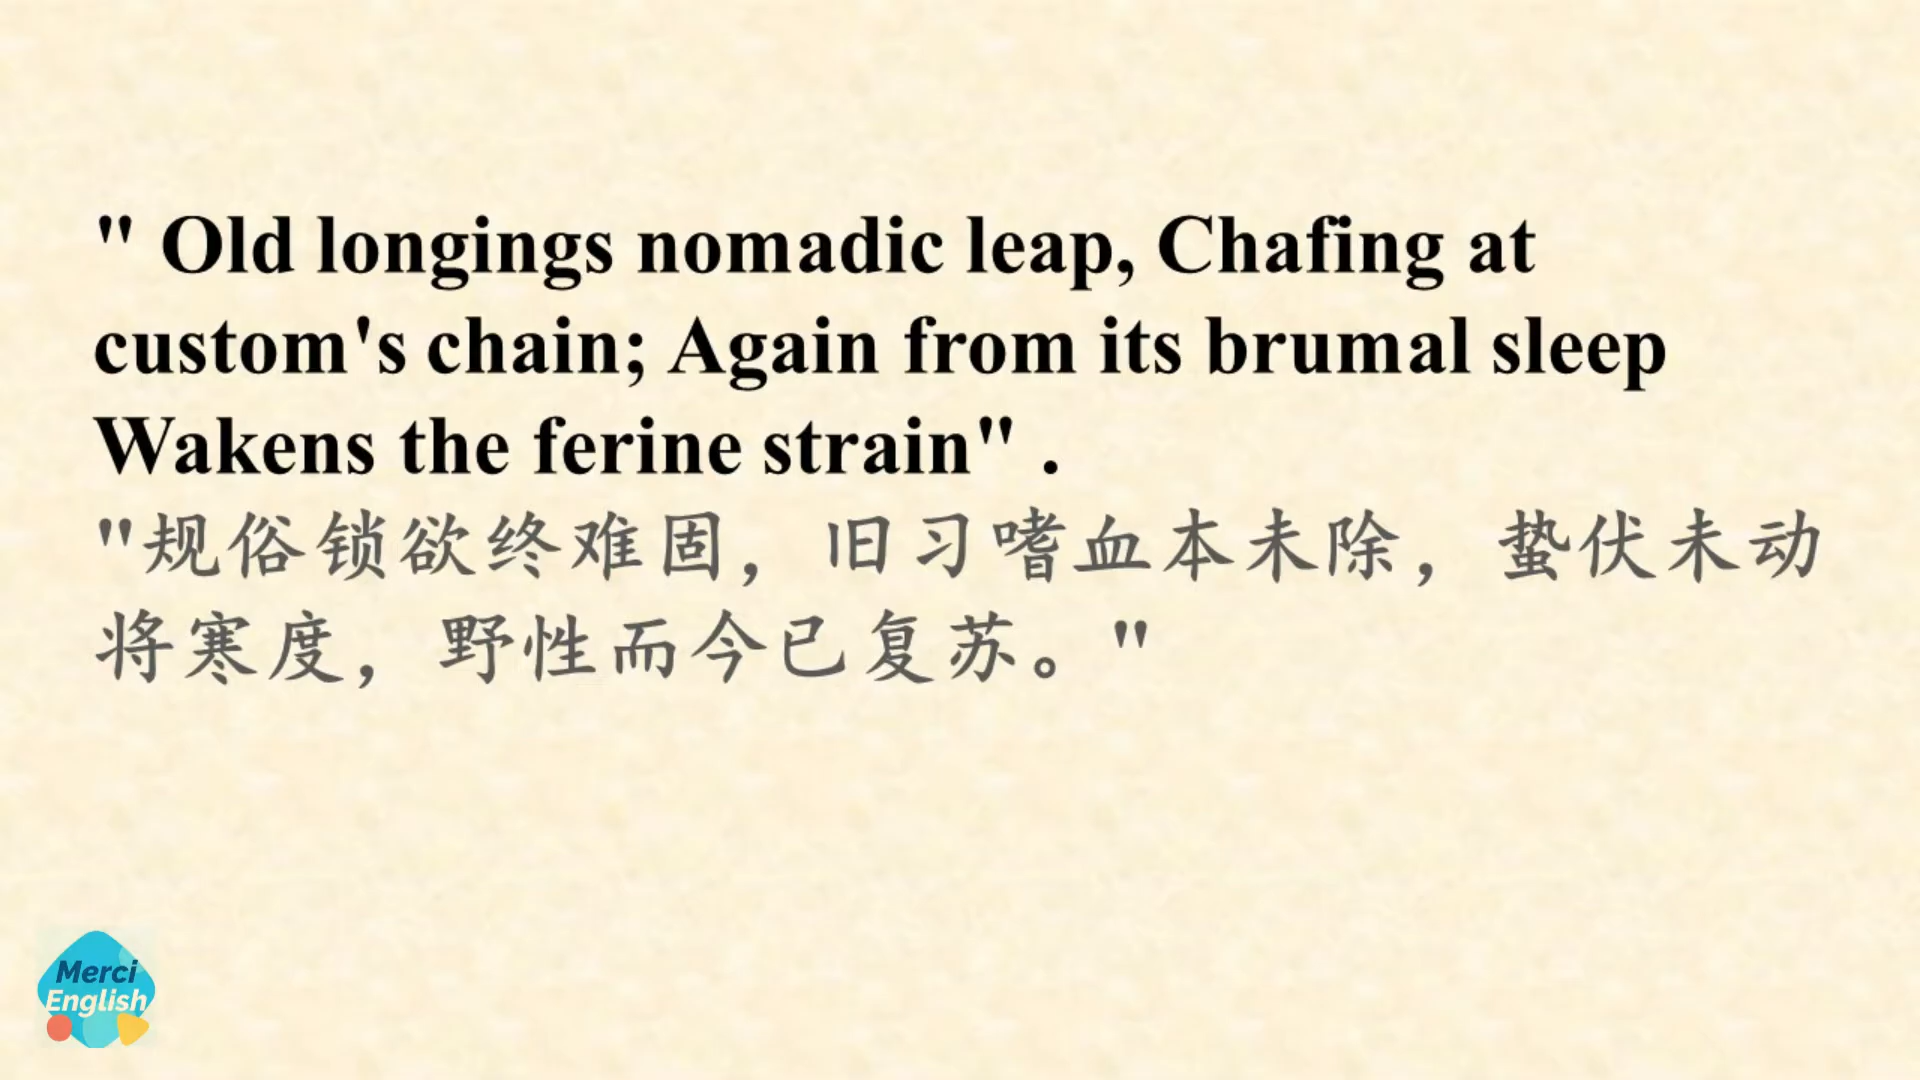 " Old longings nomadic leap, Chafing at
custom's chain; Again from its brumal sleep
Wakens the ferine strain" .
"规俗锁欲终难固，旧习嗜血本未除，蛰伏未动
将寒度，野性而今已复苏。"
Merci
English